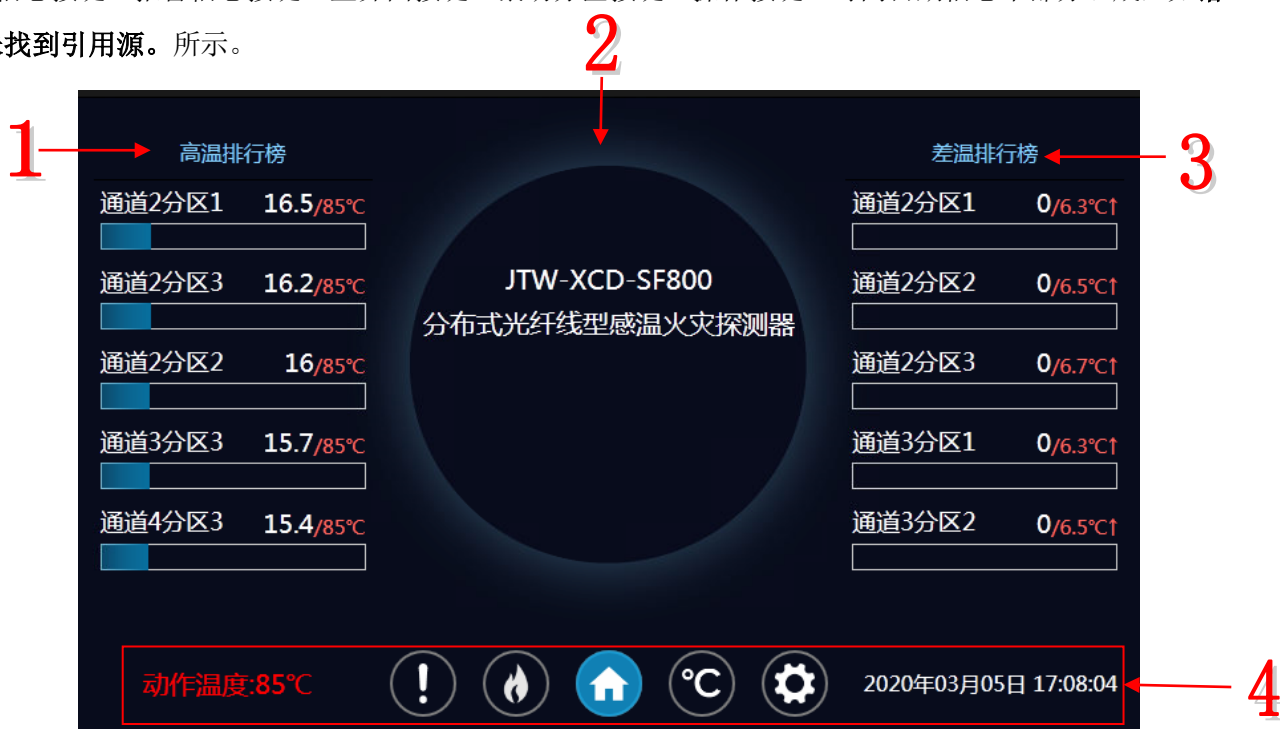 找到引用源。所示。
2
1
高温排行榜
通道2分区1 16.5/85℃
通道2分区3 16.2/85℃
通道2分区2 16/85℃
通道3分区3 15.7/85℃
通道4分区3 15.4/85℃
JTW-XCD-SF800
分布式光纤线型感温火灾探测器
差温排行榜
3
通道2分区1 0/6.3℃↑
通道2分区2 0/6.5℃↑
通道2分区3 0/6.7℃↑
通道3分区1 0/6.3℃↑
通道3分区2 0/6.5℃↑
动作温度:85℃ ! ℃ 2020年03月05日 17:08:04
4